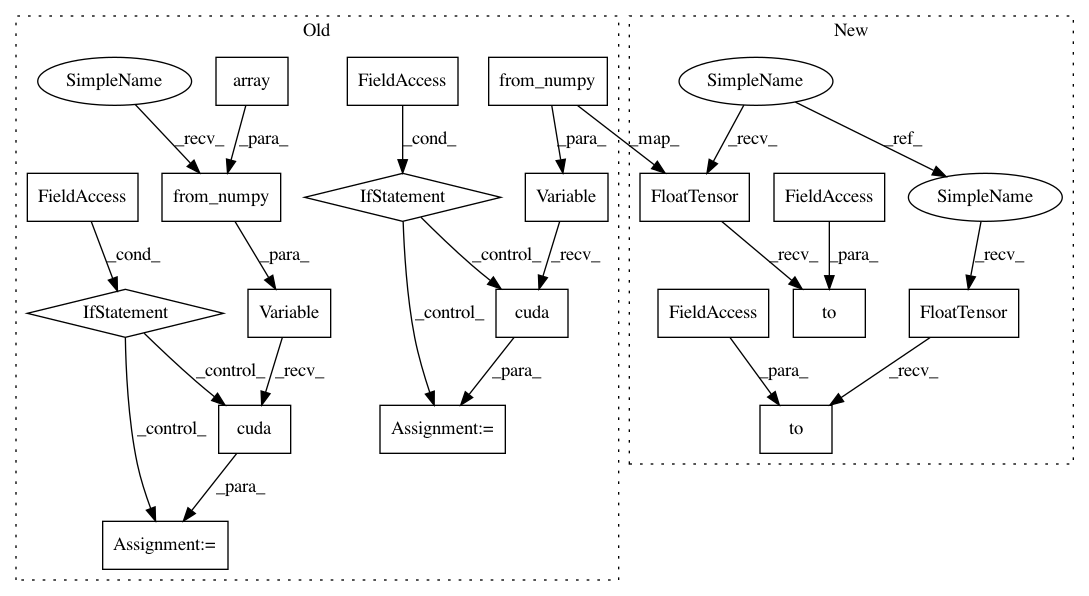 Old
New
SimpleName
array
FieldAccess
from_numpy
SimpleName
_recv_
_para_
_cond_
_para_
_map_
_recv_
_ref_
FieldAccess
from_numpy
IfStatement
Variable
FloatTensor
FieldAccess
SimpleName
_cond_
_para_
_control_
_recv_
_recv_
_para_
_recv_
IfStatement
Variable
_control_
cuda
FieldAccess
to
FloatTensor
_control_
_recv_
_para_
_para_
_recv_
_control_
cuda
Assignment:=
to
_para_
Assignment:=